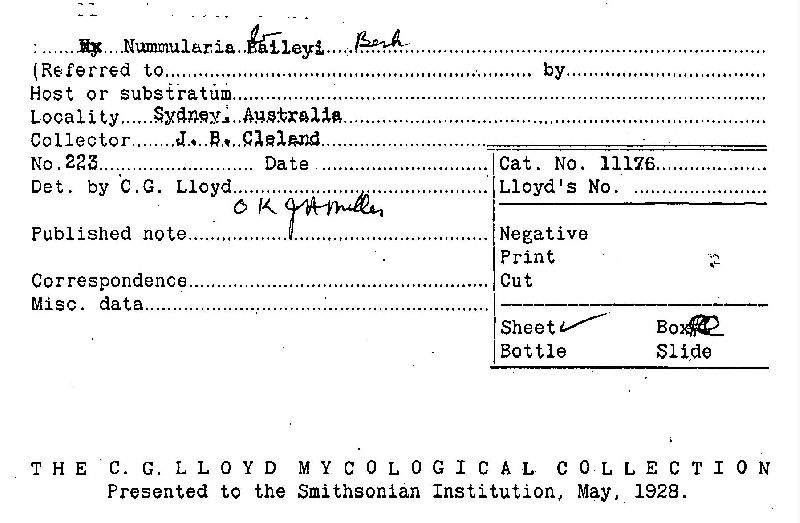 Nummularia Baileyi Berk
(Referred to by
Host or substratum
Locality Sydney, Australia
Collector J. B. Cleland
No. 223 Date
Det. by C.G. Lloyd
O K J H Miller
Published note
Correspondence
Misc. data
Cat. No. 11176
Lloyd's No.
Negative
Print
Cut
Sheet ✓ Box
Bottle Slide
THE C. G. LLOYD MYCOLOGICAL COLLECTION
Presented to the Smithsonian Institution, May, 1928.